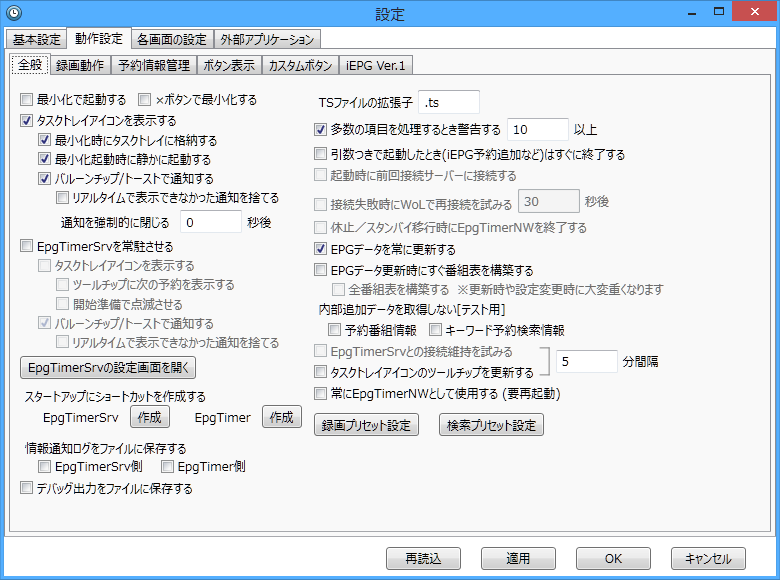 設定
基本設定 動作設定 各画面の設定 外部アプリケーション
全般 録画動作 予約情報管理 ボタン表示 カスタムボタン iEPG Ver.1
最小化で起動する ×ボタンで最小化する
タスクトレイアイコンを表示する
最小化時にタスクトレイに格納する
最小化起動時に静かに起動する
バルーンチップ/トーストで通知する
リアルタイムで表示できなかった通知を捨てる
通知を強制的に閉じる 0 秒後
EpgTimerSrvを常駐させる
タスクトレイアイコンを表示する
ツールチップに次の予約を表示する
開始準備で点滅させる
バルーンチップ/トーストで通知する
リアルタイムで表示できなかった通知を捨てる
EpgTimerSrvの設定画面を開く
スタートアップにショートカットを作成する
EpgTimerSrv 作成 EpgTimer 作成
情報通知ログをファイルに保存する
EpgTimerSrv側 EpgTimer側
デバッグ出力をファイルに保存する
TSファイルの拡張子 .ts
多数の項目を処理するとき警告する 10 以上
引数つきで起動したとき(iEPG予約追加など)はすぐに終了する
起動時に前回接続サーバーに接続する
接続失敗時にWoLで再接続を試みる 30 秒後
休止／スタンバイ移行時にEpgTimerNWを終了する
EPGデータを常に更新する
EPGデータ更新時にすぐ番組表を構築する
全番組表を構築する ※更新時や設定変更時に大変重くなります
内部追加データを取得しない[テスト用]
予約番組情報 キーワード予約検索情報
EpgTimerSrvとの接続維持を試みる
タスクトレイアイコンのツールチップを更新する
5 分間隔
常にEpgTimerNWとして使用する (要再起動)
録画プリセット設定 検索プリセット設定
再読込 適用 OK キャンセル